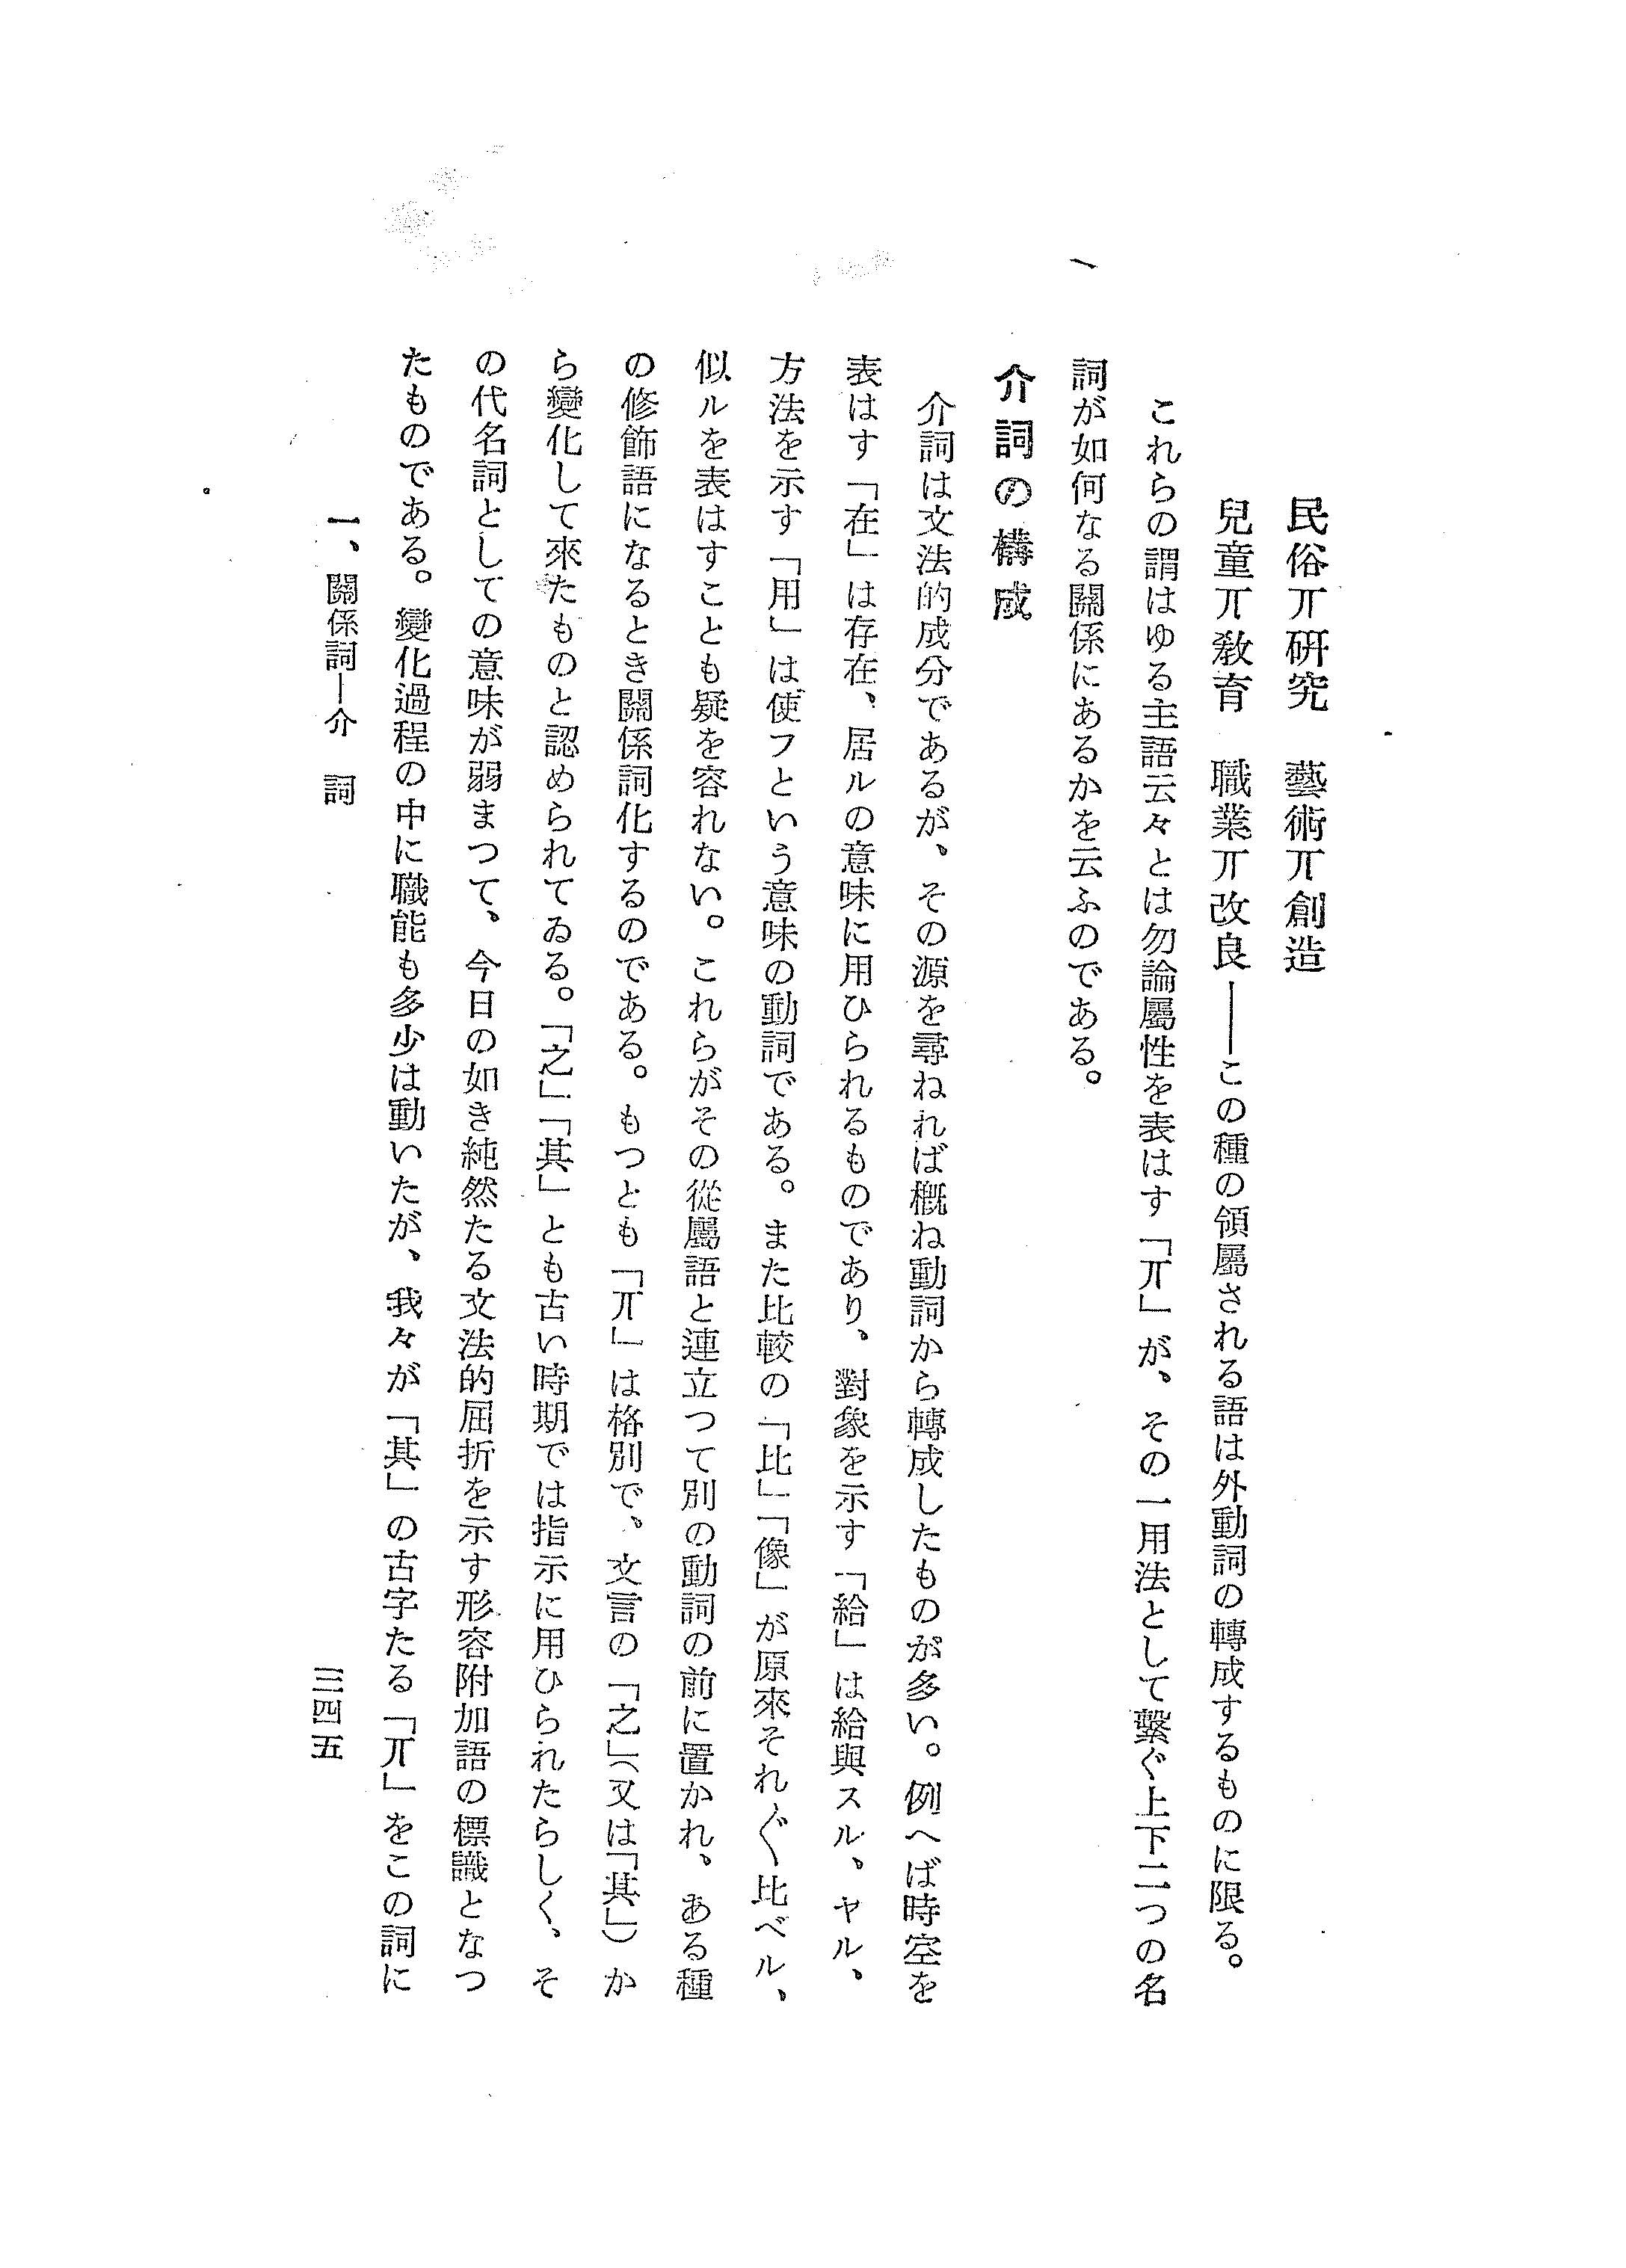 民俗丌硏究　藝術丌創造
兒童丌敎育　職業丌改良——この種の領屬される語は外動詞の轉成するものに限る。
これらの謂はゆる主語云々とは勿論屬性を表はす「丌」が、その一用法として繫ぐ上下二つの名
詞が如何なる關係にあるかを云ふのである。
介詞の構成
介詞は文法的成分であるが、その源を尋ねれば槪ね動詞から轉成したものが多い。例へば時空を
表はす「在」は存在、居ルの意味に用ひられるものであり、對象を示す「給」は給與スル、ヤル、
方法を示す「用」は使フという意味の動詞である。また比較の「比」「像」が原來それ〴〵比ベル、
似ルを表はすことも疑を容れない。これらがその從屬語と連立つて別の動詞の前に置かれ、ある種
の修飾語になるとき關係詞化するのである。もつとも「丌」は格別で、文言の「之」（又は「其」）か
ら變化して來たものと認められてゐる。「之」「其」とも古い時期では指示に用ひられたらしく、そ
の代名詞としての意味が弱まつて、今日の如き純然たる文法的屈折を示す形容附加語の標識となつ
たものである。變化過程の中に職能も多少は動いたが、我々が「其」の古字たる「丌」をこの詞に
一、關係詞—介　詞
三四五